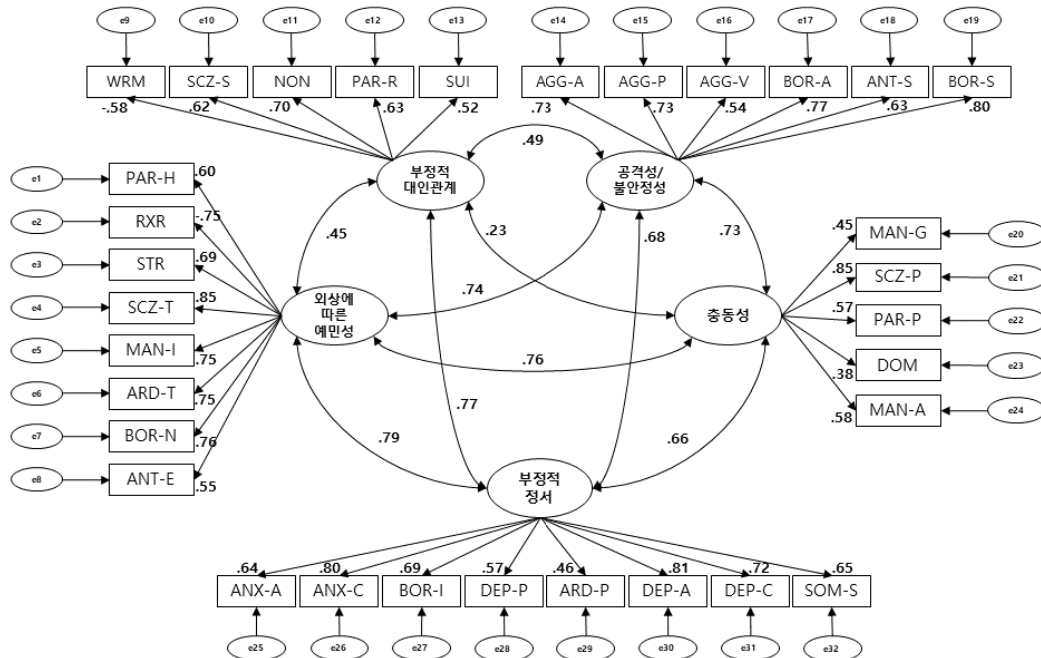 e9 e10 e11 e12 e13 e14 e15 e16 e17 e18 e19
WRM SCZ-S NON PAR-R SUI AGG-A AGG-P AGG-V BOR-A ANT-S BOR-S
-.58 .62 .70 .63 .52 .73 .73 .54 .77 .63 .80
.49
부정적
대인관계
공격성/
불안정성
e1 PAR-H .60
e2 RXR -.75
e3 STR .69
e4 SCZ-T .85
e5 MAN-I .75
e6 ARD-T .75
e7 BOR-N .76
e8 ANT-E .55
.45 .23 .68 .73
.74
외상에
따른
예민성
충동성
.45 MAN-G e20
.85 SCZ-P e21
.57 PAR-P e22
.38 DOM e23
.58 MAN-A e24
.76
.77
.79 .66
부정적
정서
.64 .80 .69 .57 .46 .81 .72 .65
ANX-A ANX-C BOR-I DEP-P ARD-P DEP-A DEP-C SOM-S
e25 e26 e27 e28 e29 e30 e31 e32